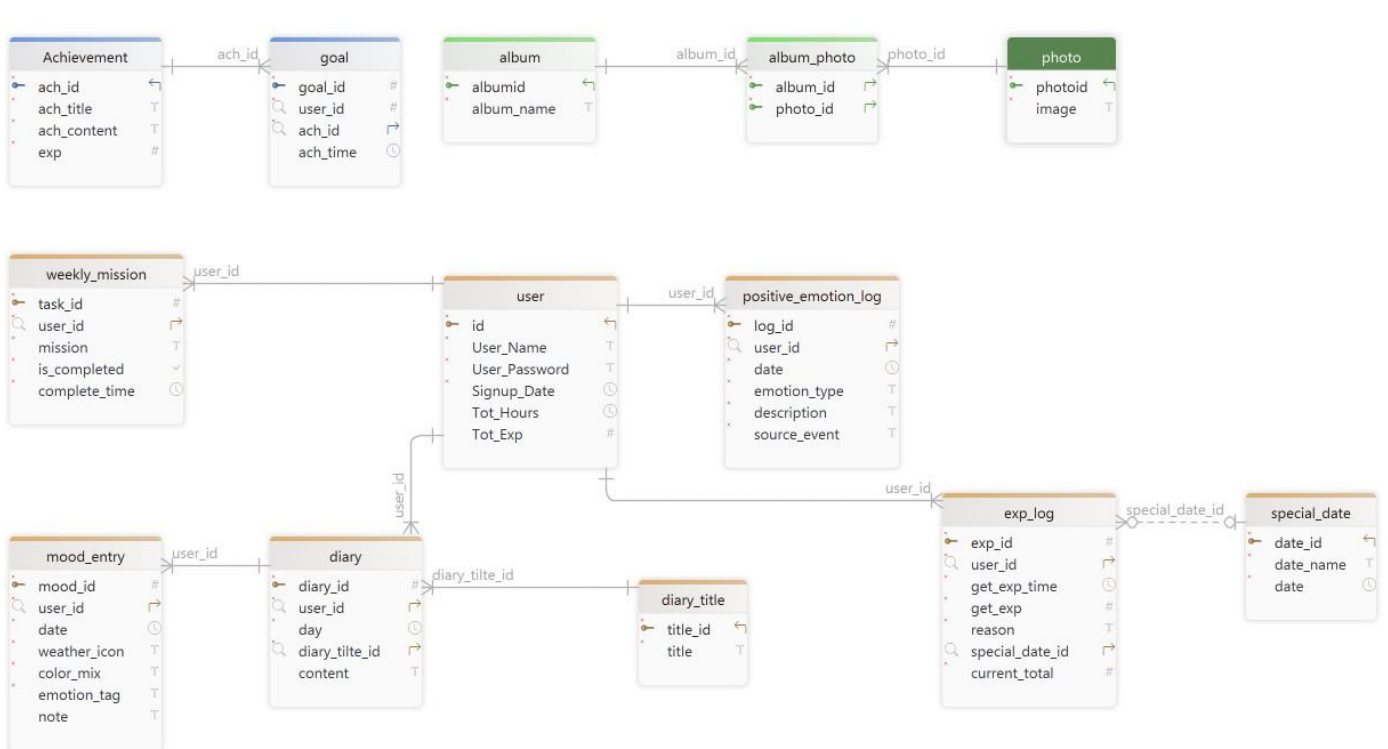 Achievement
ach_id
ach_title
ach_content
exp
ach_id
goal
goal_id
user_id
ach_id
ach_time
album
albumid
album_name
album_id
album_photo
album_id
photo_id
photo_id
photo
photoid
image
weekly_mission
task_id
user_id
mission
is_completed
complete_time
user_id
user
id
User_Name
User_Password
Signup_Date
Tot_Hours
Tot_Exp
user_id
positive_emotion_log
log_id
user_id
date
emotion_type
description
source_event
user_id
user_id
exp_log
exp_id
user_id
get_exp_time
get_exp
reason
special_date_id
current_total
special_date_id
special_date
date_id
date_name
date
mood_entry
mood_id
user_id
date
weather_icon
color_mix
emotion_tag
note
user_id
diary
diary_id
user_id
day
diary_tilte_id
content
diary_tilte_id
diary_title
title_id
title